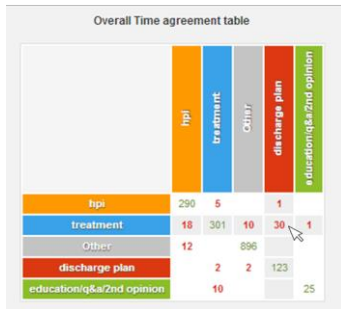 Overall Time agreement table
hpi
treatment
Other
discharge plan
education/q&a/2nd opinion
hpi 290 5 1
treatment 18 301 10 30 1
Other 12 896
discharge plan 2 2 123
education/q&a/2nd opinion 10 25